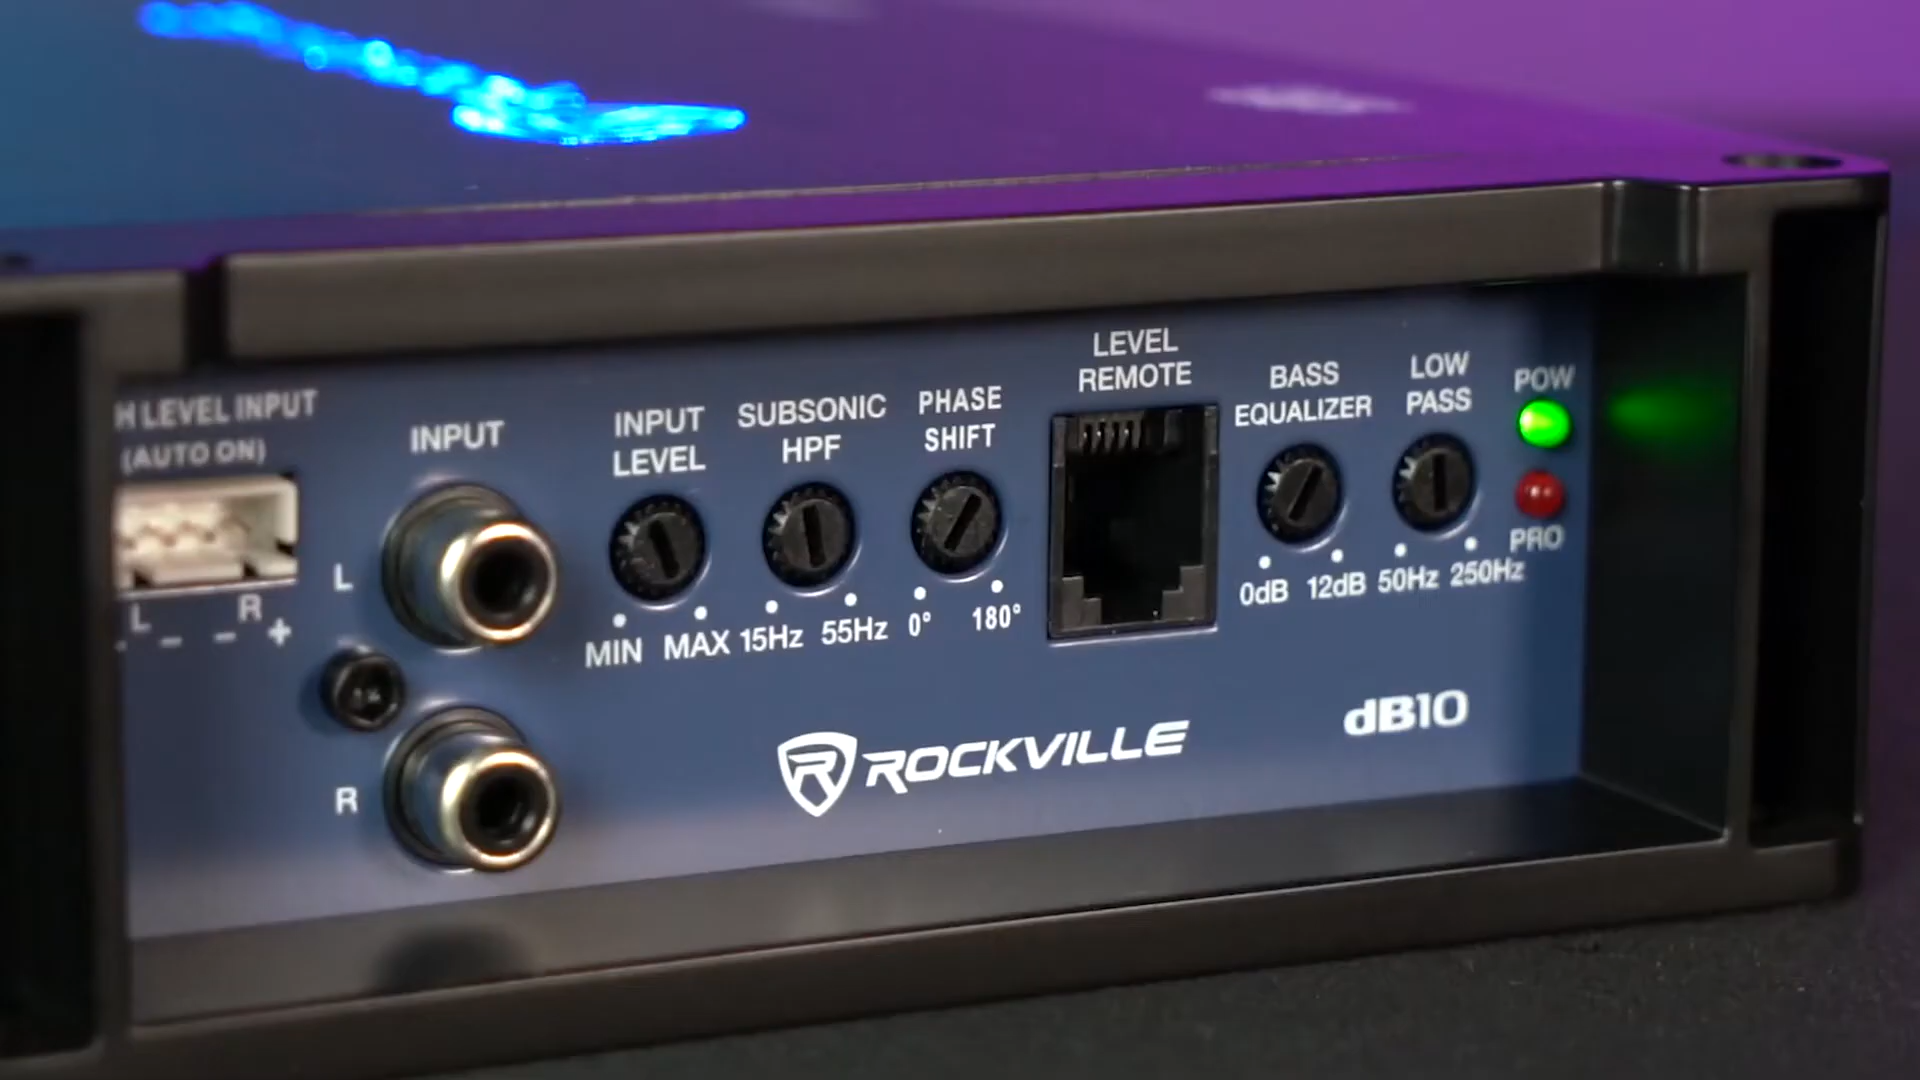 H LEVEL INPUT
(AUTO ON)
L
R
- - +
INPUT
L
R
INPUT
LEVEL
MIN MAX
SUBSONIC
HPF
15Hz 55Hz
PHASE
SHIFT
0° 180°
LEVEL
REMOTE
BASS
EQUALIZER
0dB 12dB
LOW
PASS
50Hz 250Hz
POW
PRO
ROCKVILLE
dB10